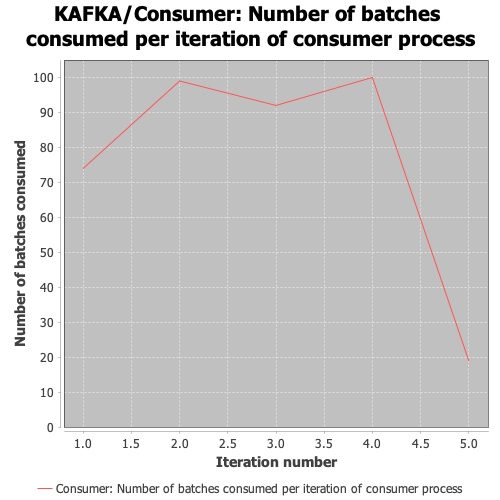 KAFKA/Consumer: Number of batches
consumed per iteration of consumer process
Number of batches consumed
100
90
80
70
60
50
40
30
20
10
0
1.0 1.5 2.0 2.5 3.0 3.5 4.0 4.5 5.0
Iteration number
Consumer: Number of batches consumed per iteration of consumer process